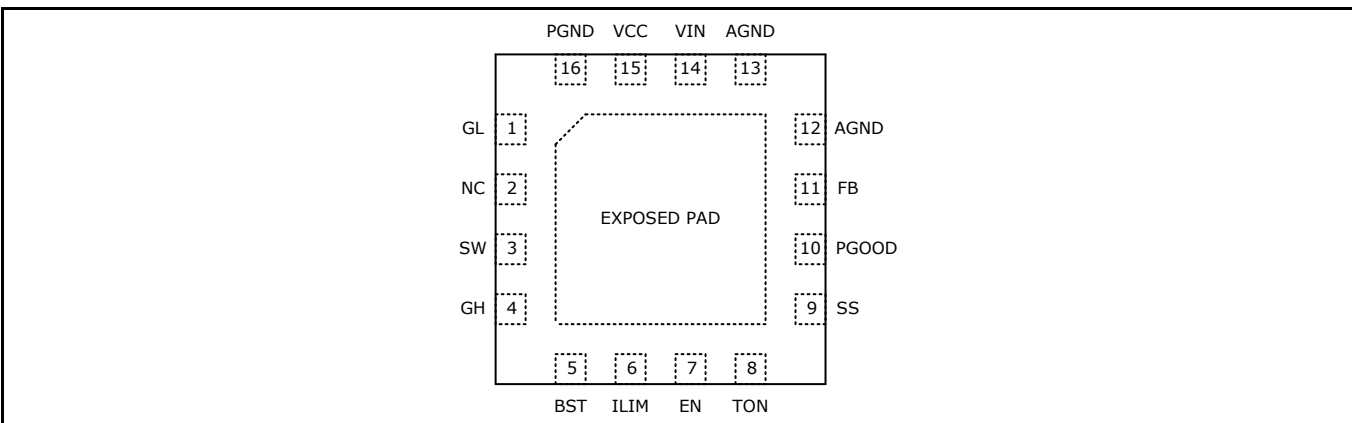 PGND VCC VIN AGND
16 15 14 13
GL 1 12 AGND
NC 2 11 FB
EXPOSED PAD
SW 3 10 PGOOD
GH 4 9 SS
5 6 7 8
BST ILIM EN TON